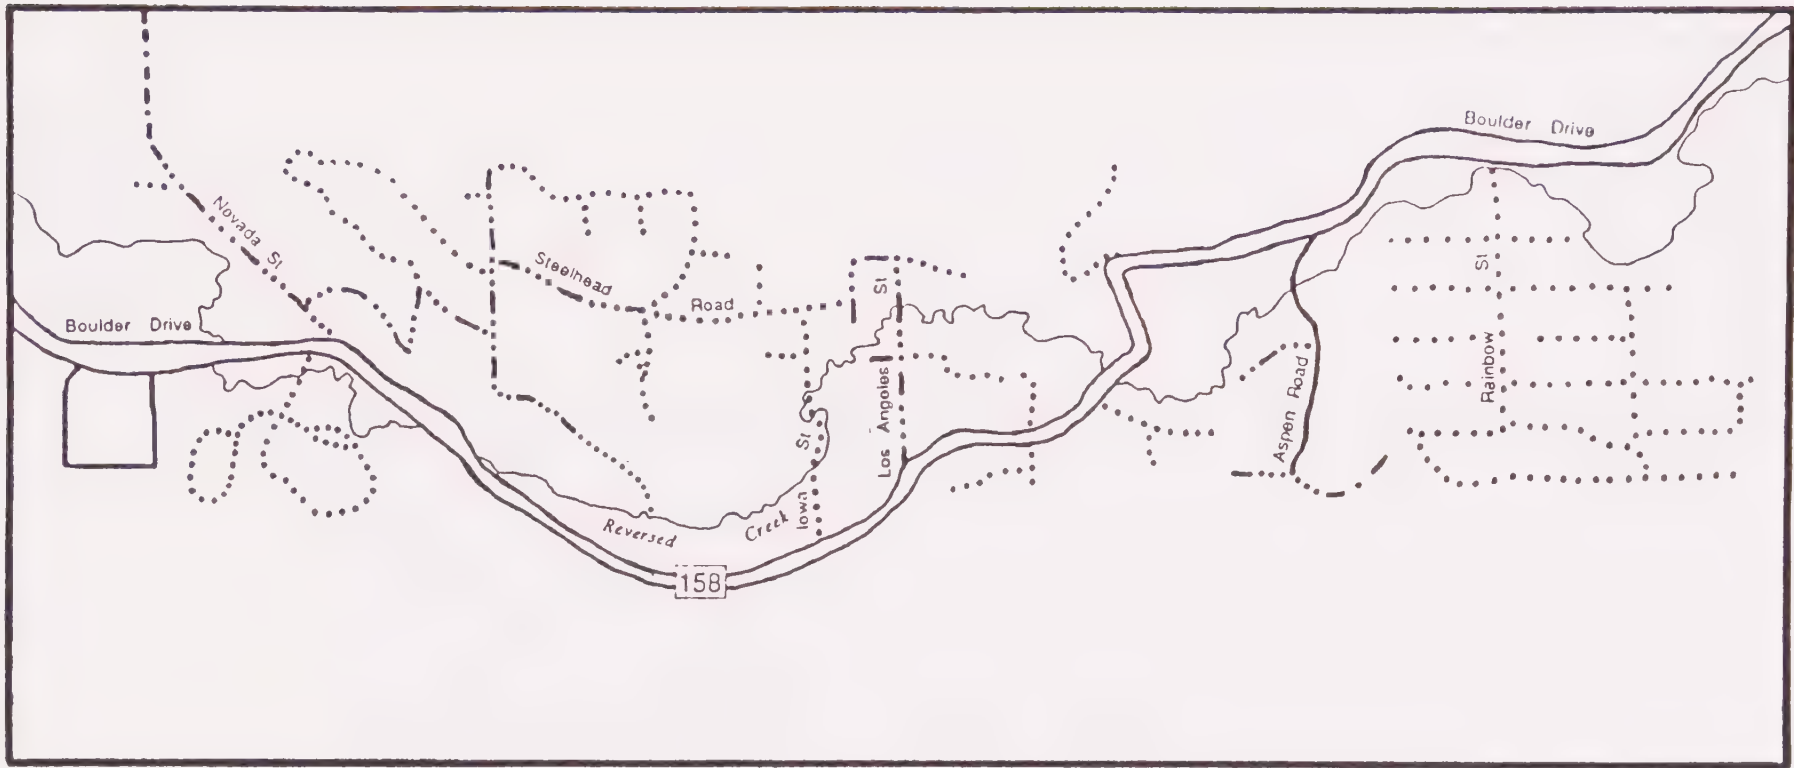 Boulder Drive
Novada St
Steelhead
Road
St
Boulder Drive
St
Rainbow
Aspen Road
Los Angeles
St
Iowa
Reversed
Creek
158